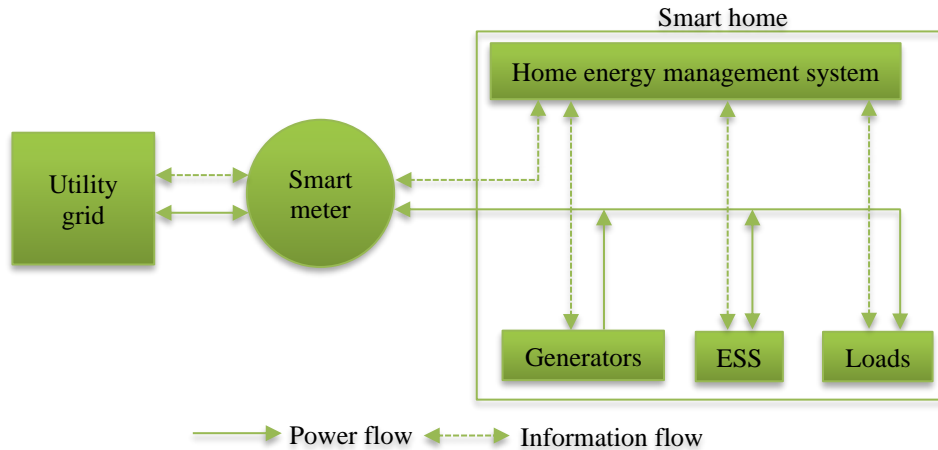 Smart home
Home energy management system
Utility
grid
Smart
meter
Generators
ESS
Loads
Power flow
Information flow